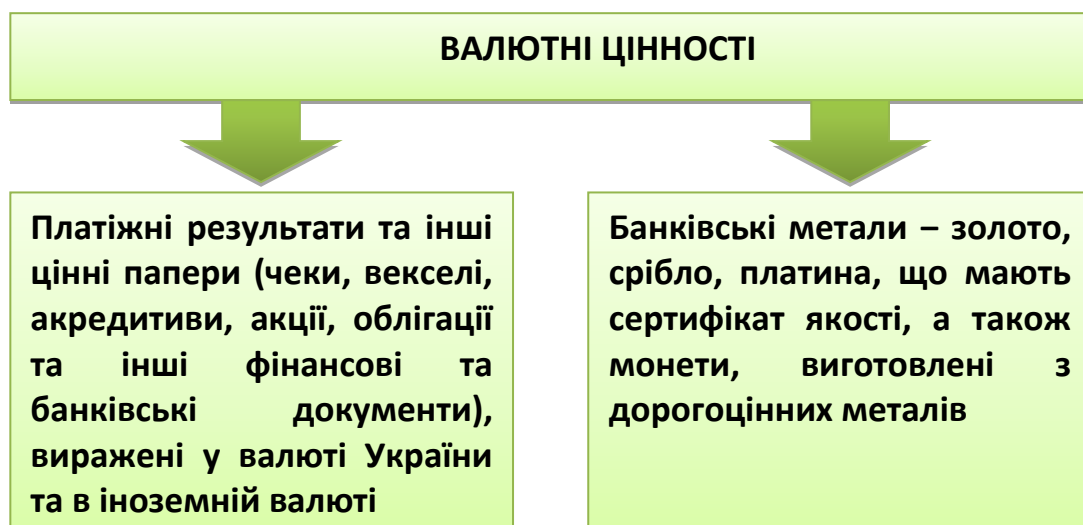 ВАЛЮТНІ ЦІННОСТІ
Платіжні результати та інші
цінні папери (чеки, векселі,
акредитиви, акції, облігації
та інші фінансові та
банківські документи),
виражені у валюті України
та в іноземній валюті
Банківські метали – золото,
срібло, платина, що мають
сертифікат якості, а також
монети, виготовлені з
дорогоцінних металів